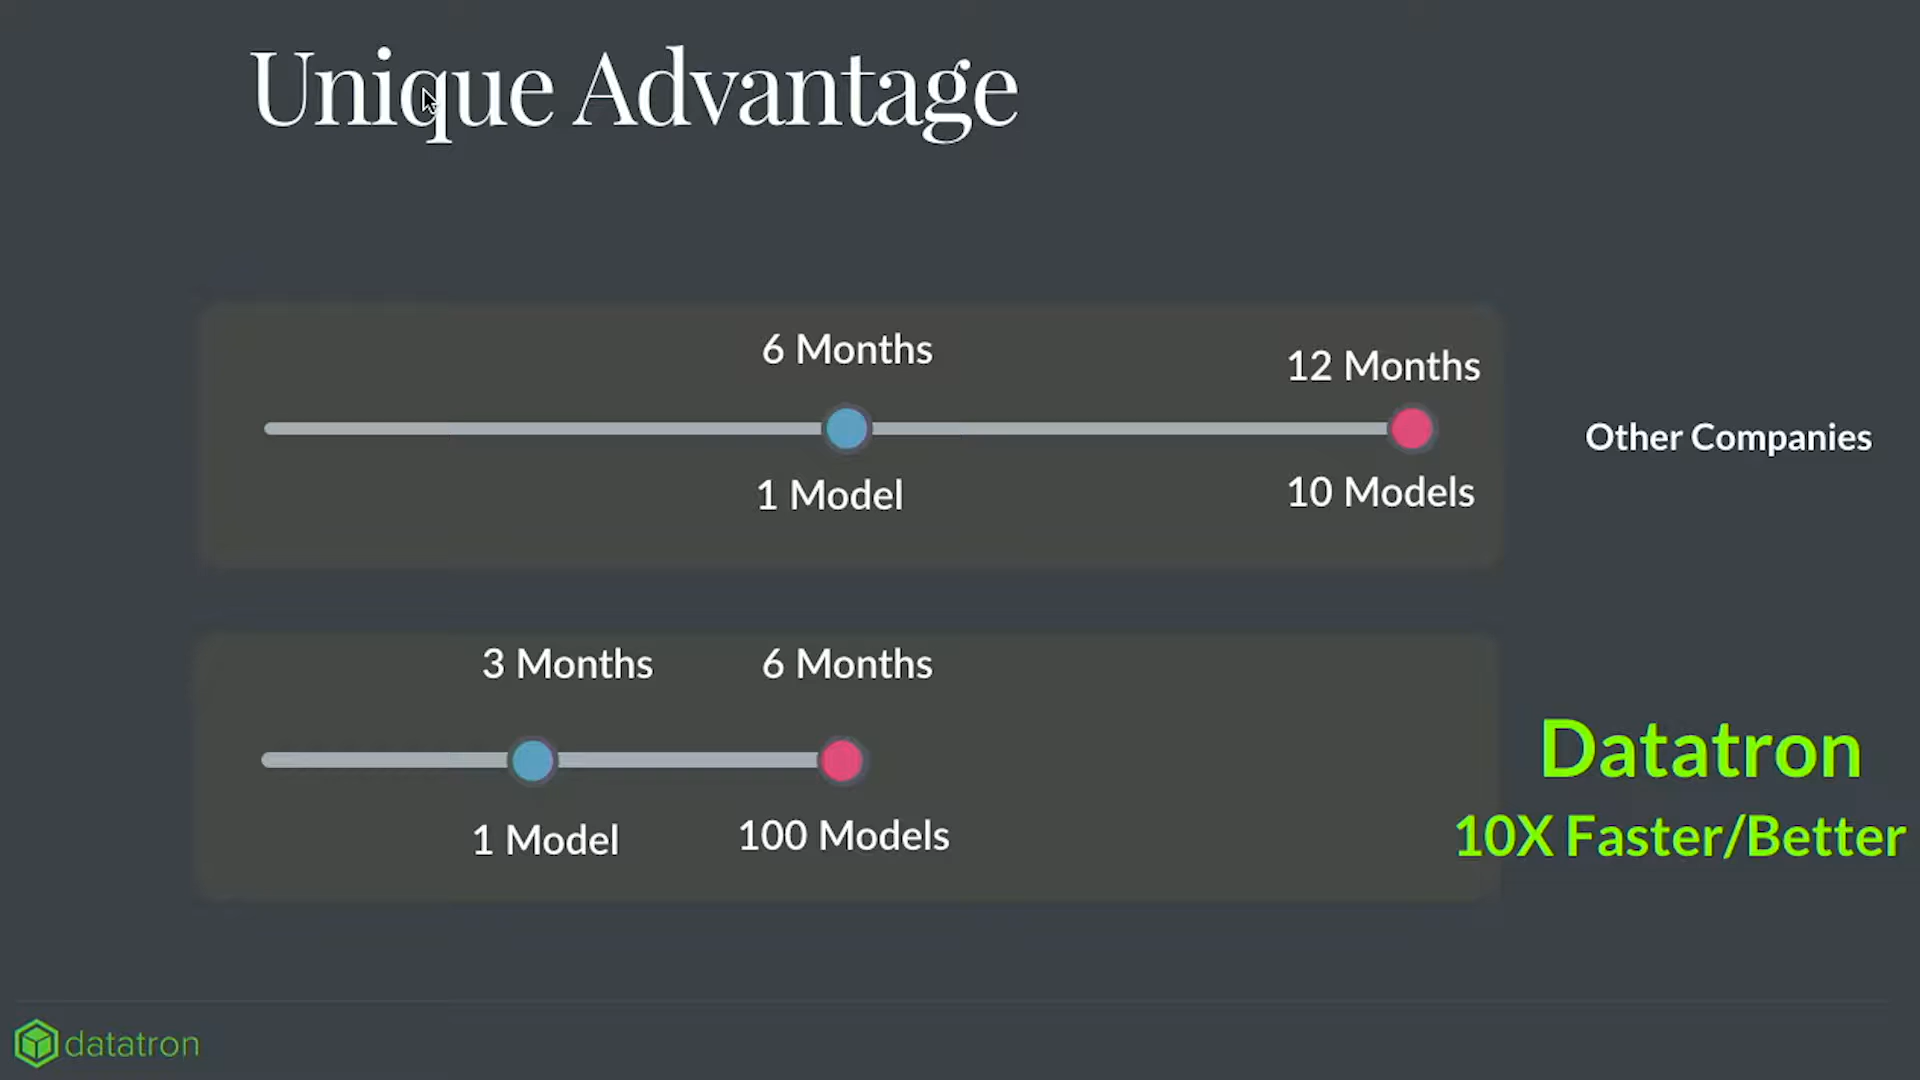 Unique Advantage
6 Months
12 Months
1 Model
10 Models
Other Companies
3 Months
6 Months
1 Model
100 Models
Datatron
10X Faster/Better
datatron